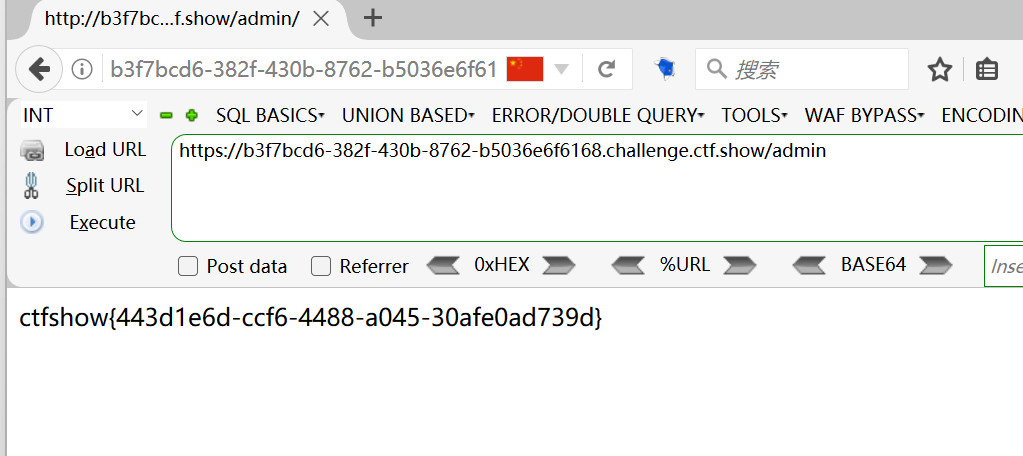 http://b3f7bc...f.show/admin/
b3f7bcd6-382f-430b-8762-b5036e6f61
搜索
INT
SQL BASICS
UNION BASED
ERROR/DOUBLE QUERY
TOOLS
WAF BYPASS
ENCODIN
Load URL
Split URL
Execute
https://b3f7bcd6-382f-430b-8762-b5036e6f6168.challenge.ctf.show/admin
Post data
Referrer
0xHEX
%URL
BASE64
Inse
ctfshow{443d1e6d-ccf6-4488-a045-30afe0ad739d}